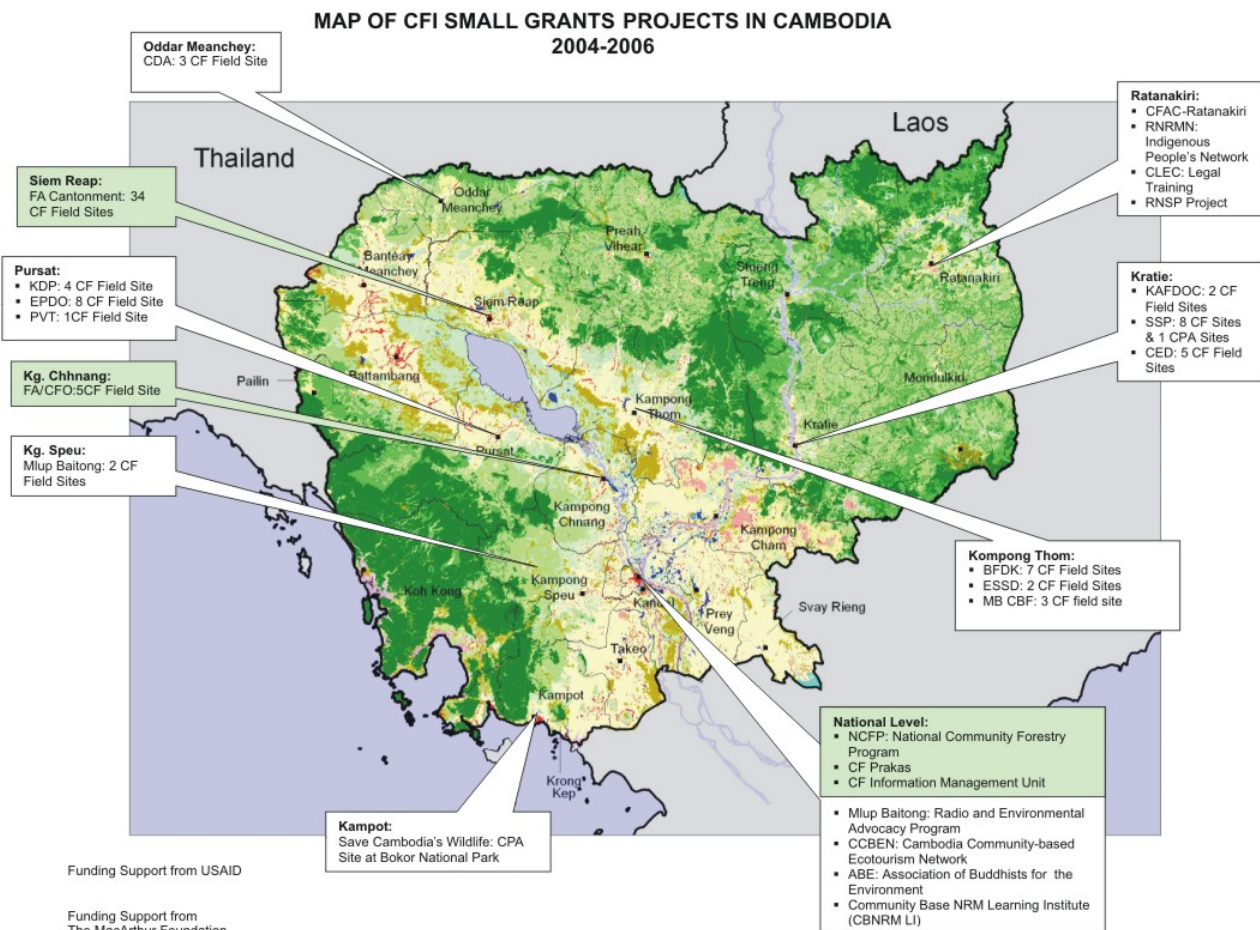 MAP OF CFI SMALL GRANTS PROJECTS IN CAMBODIA
2004-2006
Oddar Meanchey:
CDA: 3 CF Field Site
Siem Reap:
FA Cantonment: 34
CF Field Sites
Pursat:
▪ KDP: 4 CF Field Site
▪ EPDO: 8 CF Field Site
▪ PVT: 1CF Field Site
Kg. Chhnang:
FA/CFO:5CF Field Site
Kg. Speu:
Mlup Baitong: 2 CF
Field Sites
Ratanakiri:
▪ CFAC-Ratanakiri
▪ RNRMN:
Indigenous
People's Network
▪ CLEC: Legal
Training
▪ RNSP Project
Kratie:
▪ KAFDOC: 2 CF
Field Sites
▪ SSP: 8 CF Sites
& 1 CPA Sites
▪ CED: 5 CF Field
Sites
Kompong Thom:
▪ BFDK: 7 CF Field Sites
▪ ESSD: 2 CF Field Sites
▪ MB CBF: 3 CF field site
National Level:
▪ NCFP: National Community Forestry
Program
▪ CF Prakas
▪ CF Information Management Unit
▪ Mlup Baitong: Radio and Environmental
Advocacy Program
▪ CCBEN: Cambodia Community-based
Ecotourism Network
▪ ABE: Association of Buddhists for the
Environment
▪ Community Base NRM Learning Institute
(CBNRM LI)
Kampot:
Save Cambodia's Wildlife: CPA
Site at Bokor National Park
Thailand
Laos
Oddar
Meanchey
Preah
Vihear
Banteay
Meanchey
Stueng
Treng
Ratanakiri
Siem Reap
Battambang
Pailin
Mondulkiri
Kampong
Thom
Kratie
Pursat
Kampong
Chnang
Kampong
Cham
Koh Kong
Kampong
Speu
Kandal
Prey
Veng
Svay Rieng
Takeo
Kampot
Krong
Kep
Funding Support from USAID
Funding Support from
The MacArthur Foundation